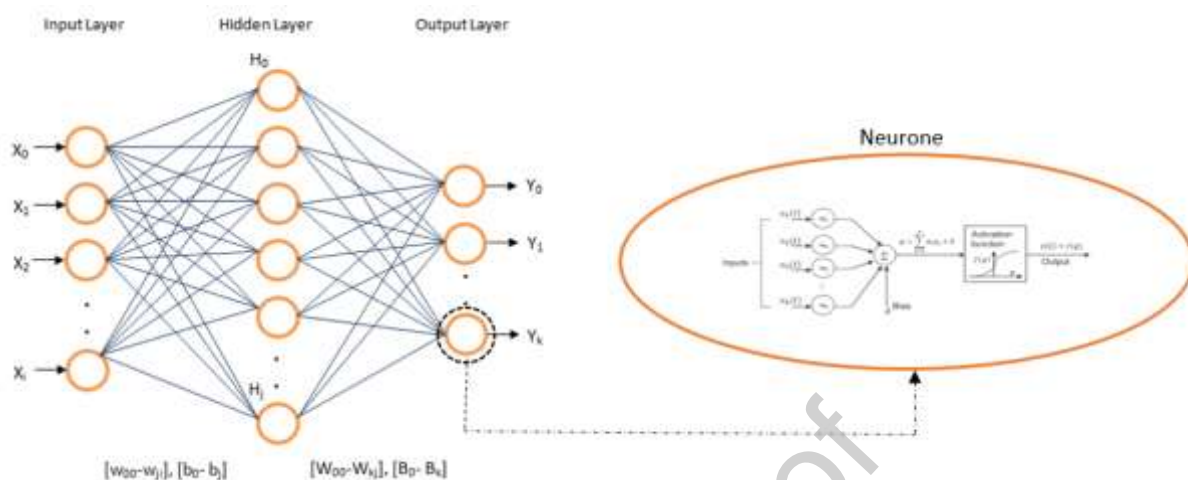 Input Layer
Hidden Layer
Output Layer
H₀
Neurone
X₀
X₁
X₂
Xᵢ
Y₀
Y₁
Yₖ
Hⱼ
Inputs
Bias
Activation
function
Output
[w₀₀-wⱼᵢ], [b₀- bⱼ]
[W₀₀-Wₖⱼ], [B₀- Bₖ]
of